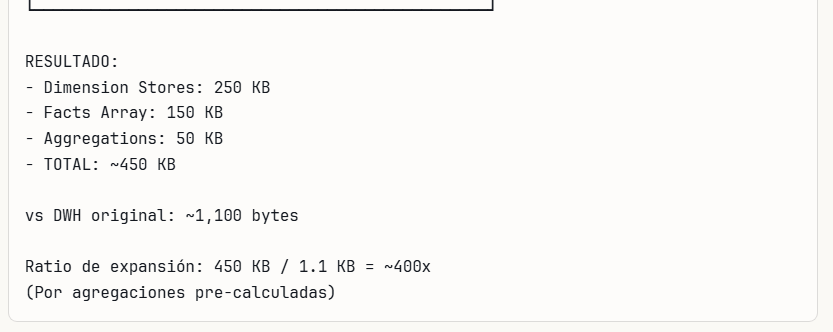 RESULTADO:
- Dimension Stores: 250 KB
- Facts Array: 150 KB
- Aggregations: 50 KB
- TOTAL: ~450 KB
vs DWH original: ~1,100 bytes
Ratio de expansión: 450 KB / 1.1 KB = ~400x
(Por agregaciones pre-calculadas)